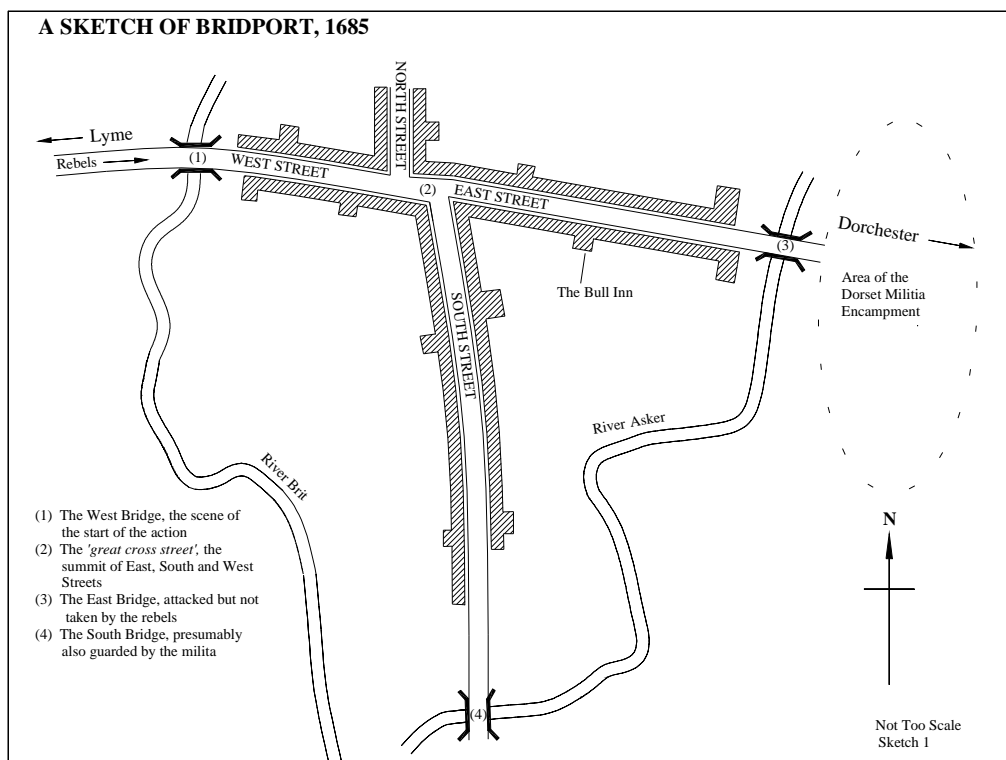 A SKETCH OF BRIDPORT, 1685
NORTH STREET
Lyme
Rebels
(1)
WEST STREET
(2)
EAST STREET
(3)
Dorchester
The Bull Inn
Area of the
Dorset Militia
Encampment
SOUTH STREET
River Asker
River Brit
(1) The West Bridge, the scene of
the start of the action
(2) The 'great cross street', the
summit of East, South and West
Streets
(3) The East Bridge, attacked but not
taken by the rebels
(4) The South Bridge, presumably
also guarded by the milita
N
(4)
Not Too Scale
Sketch 1